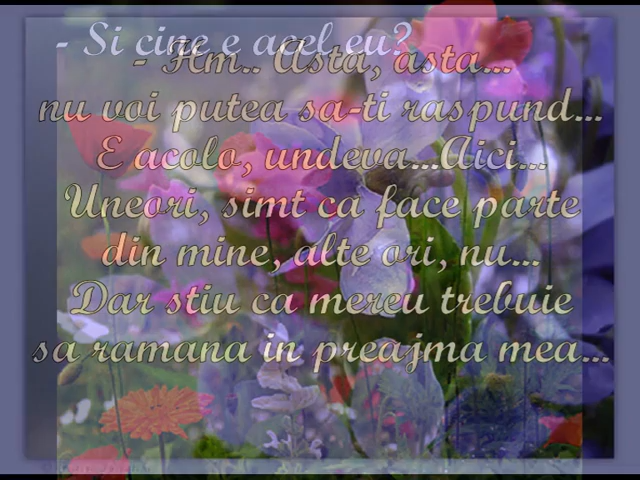 - Si cine e acel eu?
- Hm.. Asta, asta...
nu voi putea sa-ti raspund...
E acolo, undeva...Aici...
Uneori, simt ca face parte
din mine, alte ori, nu...
Dar stiu ca mereu trebuie
sa ramana in preajma mea...